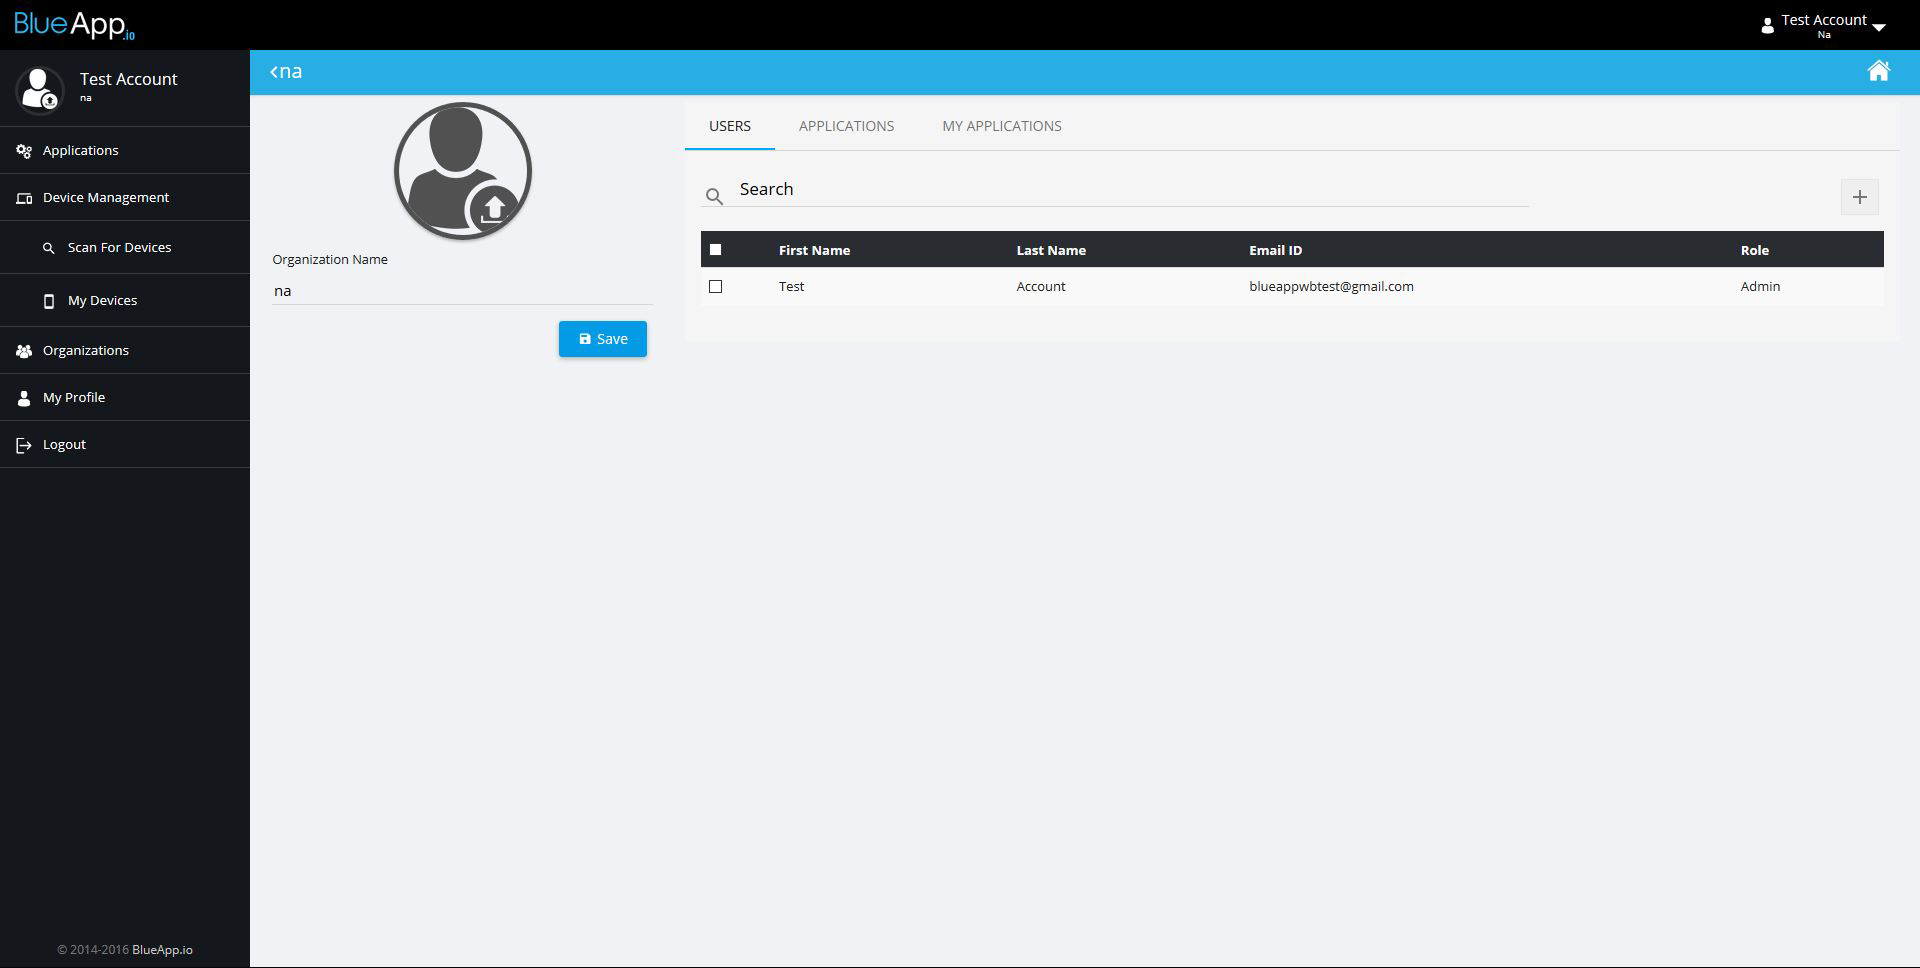 BlueApp.io
Test Account
Na
Test Account
na
Applications
Device Management
Scan For Devices
My Devices
Organizations
My Profile
Logout
© 2014-2016 BlueApp.io
na
Organization Name
na
Save
USERS APPLICATIONS MY APPLICATIONS
Search
First Name Last Name Email ID Role
Test Account blueappwbtest@gmail.com Admin